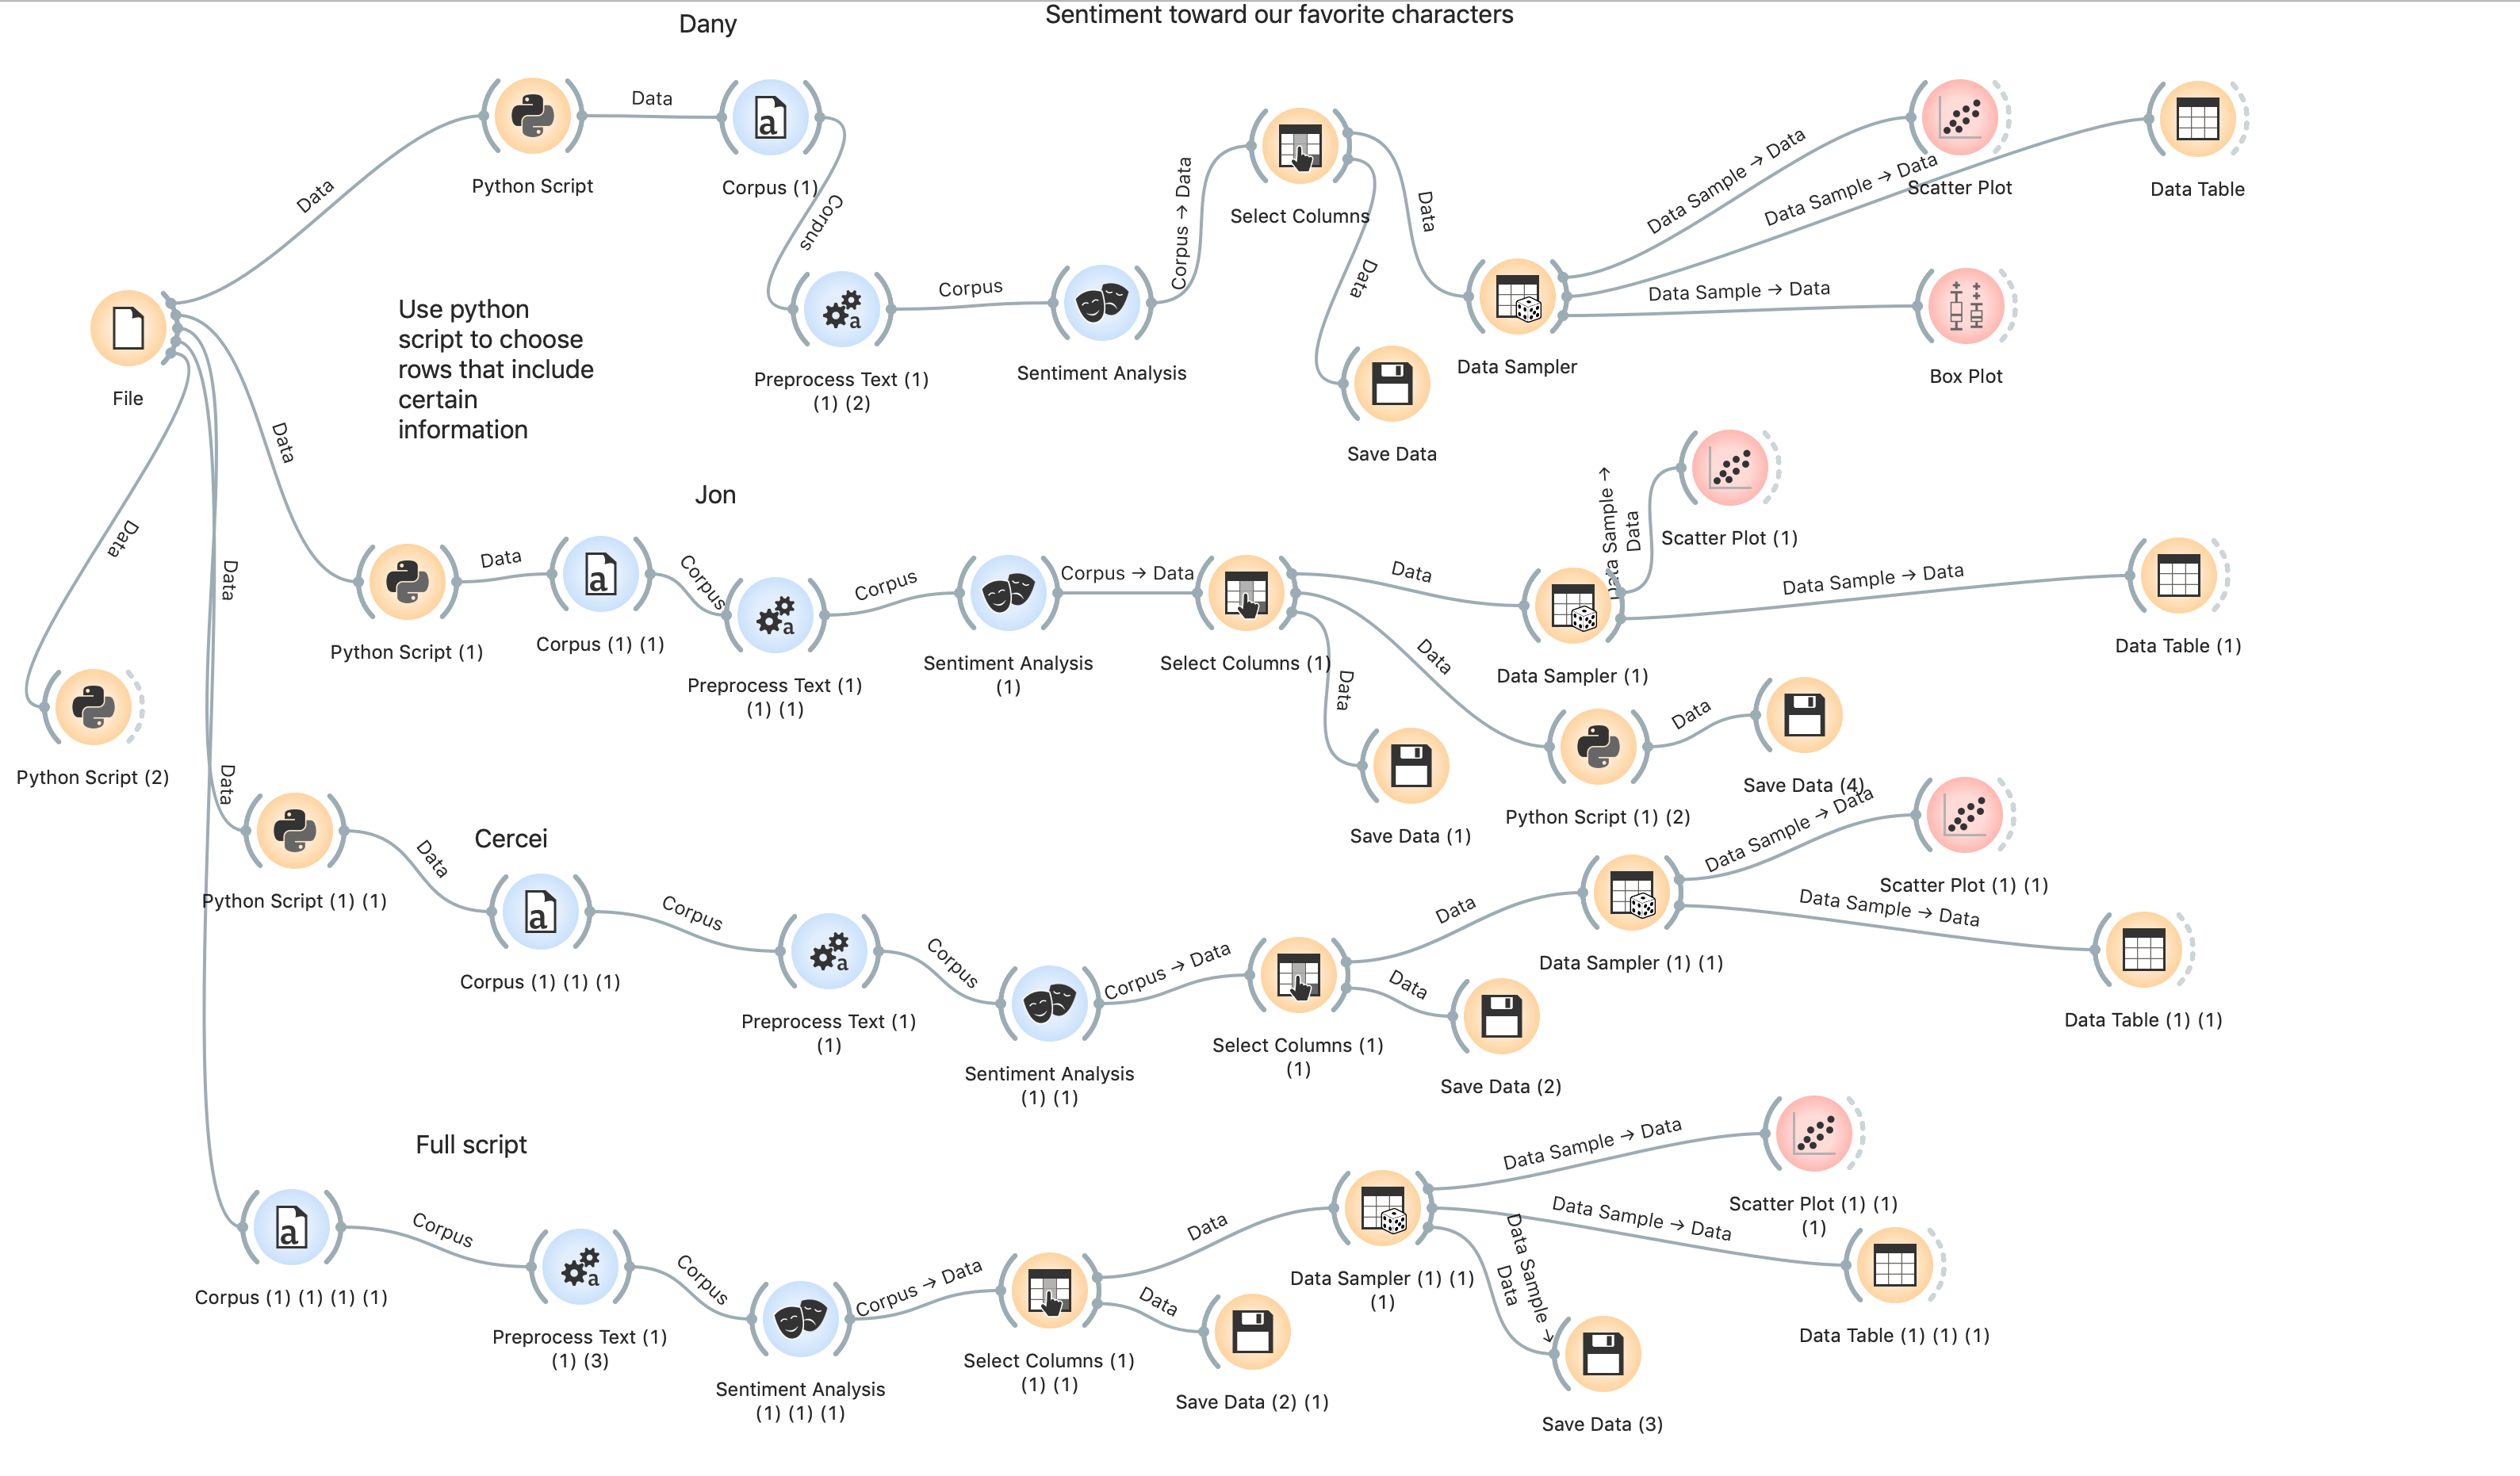 Dany
Sentiment toward our favorite characters
Data
Data
Python Script
Corpus (1)
Corpus
Corpus → Data
Select Columns
Data
Data
Data Sample → Data
Data Sample → Data
Data Sample → Data
Scatter Plot
Data Table
Box Plot
File
Use python
script to choose
rows that include
certain
information
Preprocess Text (1)
(1) (2)
Corpus
Sentiment Analysis
Data Sampler
Save Data
Data
Data
Data
Data
Jon
Python Script (1)
Data
Corpus (1) (1)
Corpus
Preprocess Text (1)
(1) (1)
Corpus
Sentiment Analysis
(1)
Corpus → Data
Select Columns (1)
Data
Data
Data
Data Sampler (1)
Data Sample →
Data
Scatter Plot (1)
Data Sample → Data
Data Table (1)
Python Script (2)
Save Data (1)
Python Script (1) (2)
Data
Save Data (4)
Cercei
Python Script (1) (1)
Data
Corpus (1) (1) (1)
Corpus
Preprocess Text (1)
(1)
Corpus
Sentiment Analysis
(1) (1)
Corpus → Data
Select Columns (1)
(1)
Data
Data
Save Data (2)
Data Sampler (1) (1)
Data Sample → Data
Scatter Plot (1) (1)
Data Sample → Data
Data Table (1) (1)
Full script
Corpus (1) (1) (1) (1)
Corpus
Preprocess Text (1)
(1) (3)
Corpus
Sentiment Analysis
(1) (1) (1)
Corpus → Data
Select Columns (1)
(1) (1)
Data
Data
Save Data (2) (1)
Data Sampler (1) (1)
(1)
Data Sample → Data
Scatter Plot (1) (1)
(1)
Data Sample → Data
Data Table (1) (1) (1)
Data Sample →
Data
Save Data (3)